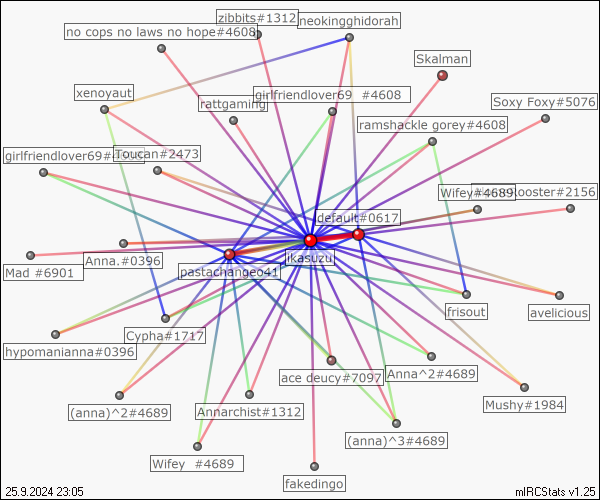 zibbits#1312
neokingghidorah
no cops no laws no hope#4608
Skalman
xenoyaut
girlfriendlover69 #4608
rattgaming
Soxy Foxy#5076
ramshackle gorey#4608
girlfriendlover69#
Toucan#2473
Wifey#4689
ooster#2156
default#0617
ikasuzu
Anna.#0396
Mad #6901
pastachangeo41
frisout
avelicious
Cypha#1717
hypomanianna#0396
ace deucy#7097
Anna^2#4689
(anna)^2#4689
Annarchist#1312
Mushy#1984
(anna)^3#4689
Wifey #4689
fakedingo
25.9.2024 23:05
mIRCStats v1.25